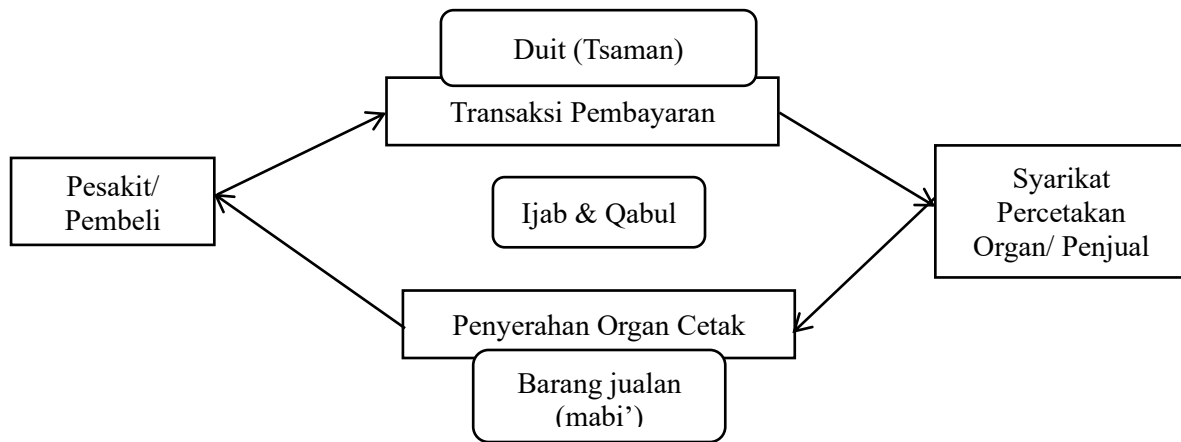 Duit (Tsaman)
Transaksi Pembayaran
Pesakit/
Pembeli
Ijab & Qabul
Syarikat
Percetakan
Organ/ Penjual
Penyerahan Organ Cetak
Barang jualan
(mabi’)